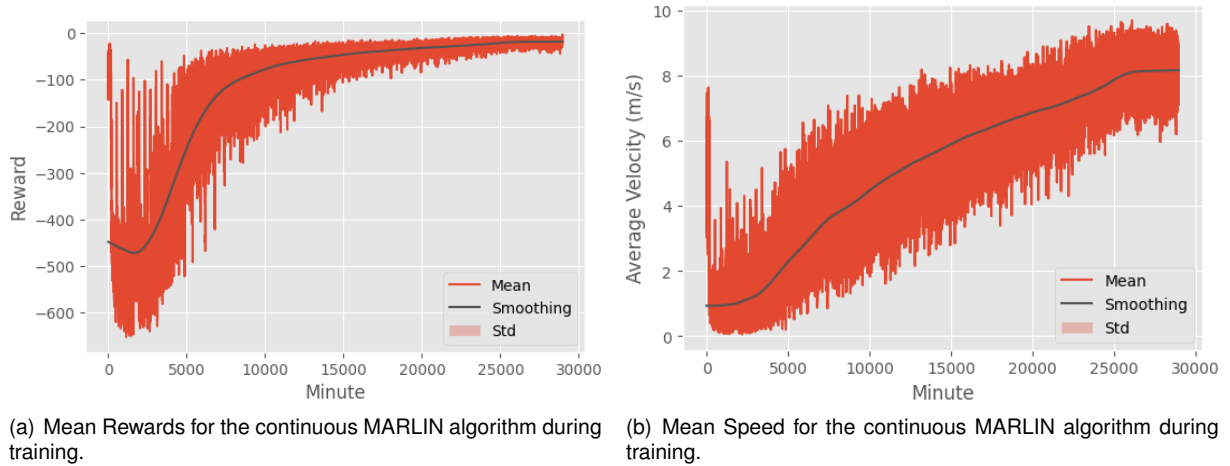 0
−100
−200
−300
−400
−500
−600
Reward
0
5000
10000
15000
20000
25000
30000
Minute
Mean
Smoothing
Std
10
8
6
4
2
0
Average Velocity (m/s)
0
5000
10000
15000
20000
25000
30000
Minute
Mean
Smoothing
Std
(a) Mean Rewards for the continuous MARLIN algorithm during
training.
(b) Mean Speed for the continuous MARLIN algorithm during
training.